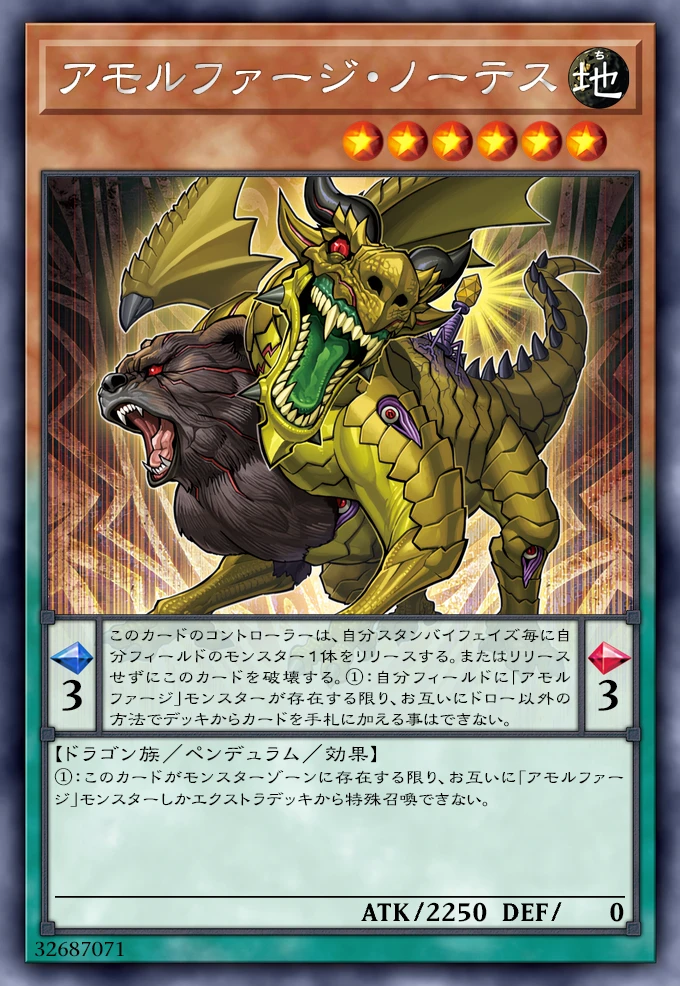 アモルファージ・ノーテス
ち
地
このカードのコントローラーは、自分スタンバイフェイズ毎に自
分フィールドのモンスター１体をリリースする。またはリリース
せずにこのカードを破壊する。①：自分フィールドに「アモル
ファージ」モンスターが存在する限り、お互いにドロー以外の
方法でデッキからカードを手札に加える事はできない。
3
3
【ドラゴン族／ペンデュラム／効果】
①：このカードがモンスターゾーンに存在する限り、お互いに「アモルファー
ジ」モンスターしかエクストラデッキから特殊召喚できない。
ATK/2250 DEF/ 0
32687071